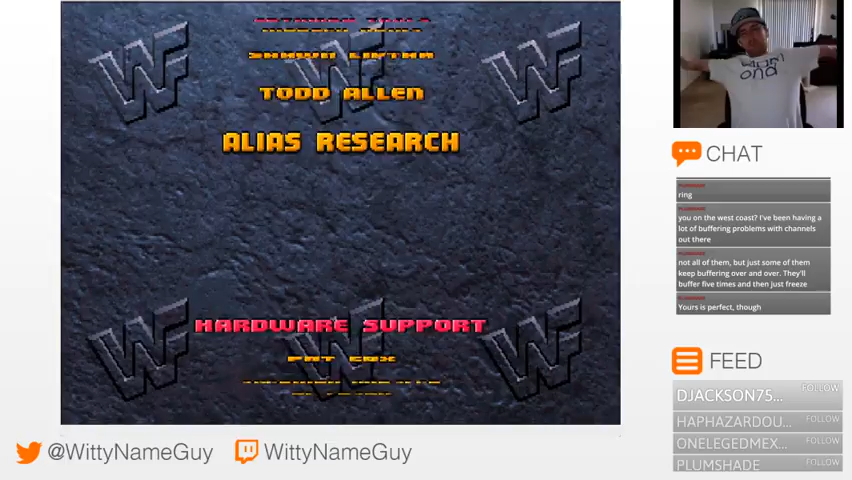 TODD ALLEN
ALIAS RESEARCH
HARDWARE SUPPORT
@WittyNameGuy
WittyNameGuy
CHAT
ring
you on the west coast? I've been having a
lot of buffering problems with channels
out there
not all of them, but just some of them
keep buffering over and over. They'll
buffer five times and then just freeze
Yours is perfect, though
FEED
DJACKSON75... FOLLOW
HAPHAZARDOU... FOLLOW
ONELEGEDMEX... FOLLOW
PLUMSHADE FOLLOW